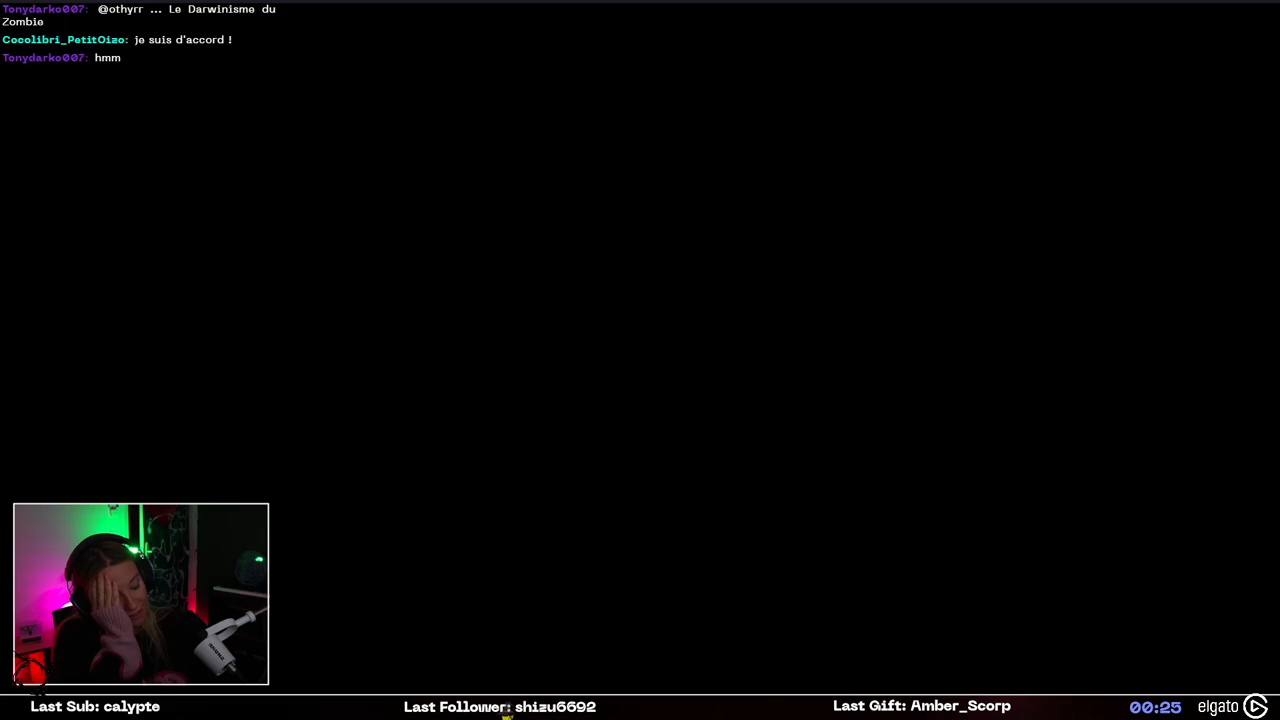 Tonydarko007: @othyrr ... Le Darwinisme du
Zombie
Cocolibri_PetitOizo: je suis d'accord !
Tonydarko007: hmm
Last Sub: calypte
Last Follower: shizu6692
Last Gift: Amber_Scorp
00:25
elgato